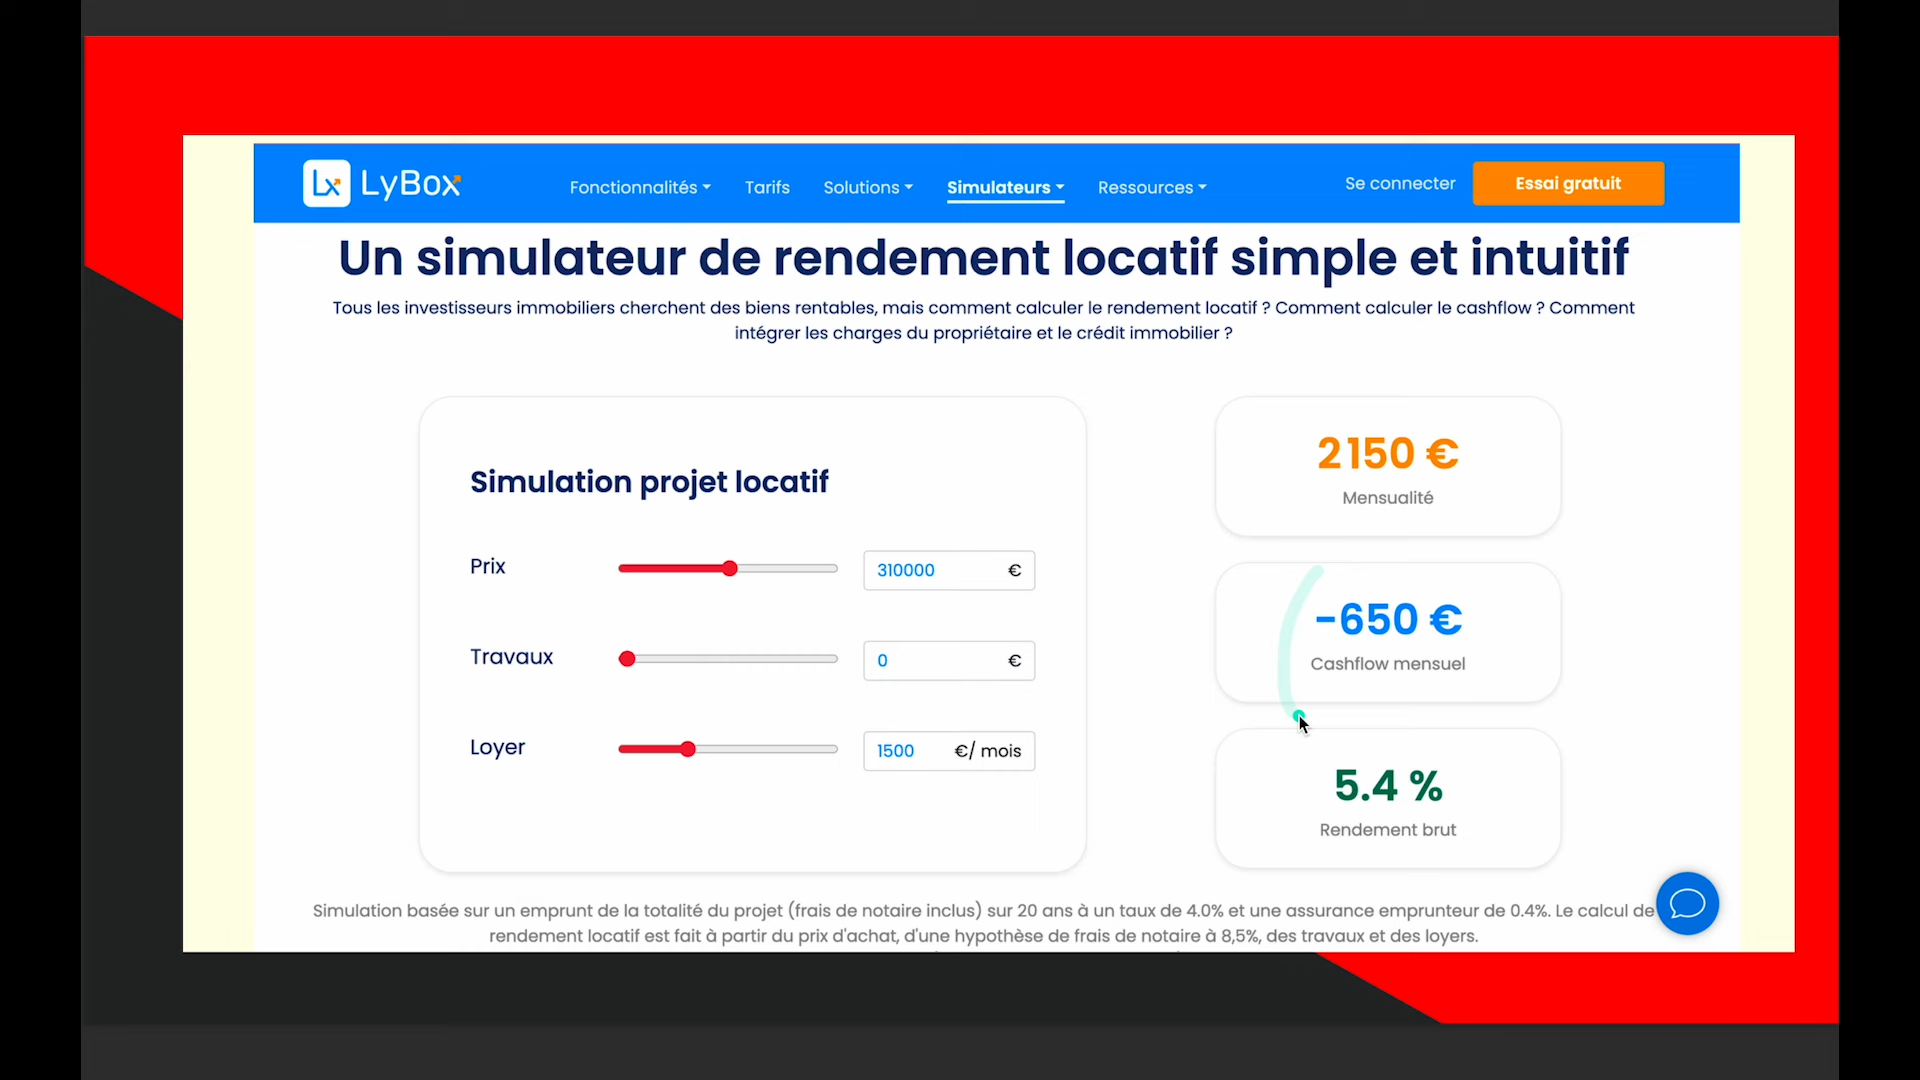 Lx LyBox
Fonctionnalités Tarifs Solutions Simulateurs Ressources Se connecter Essai gratuit
Un simulateur de rendement locatif simple et intuitif
Tous les investisseurs immobiliers cherchent des biens rentables, mais comment calculer le rendement locatif ? Comment calculer le cashflow ? Comment
intégrer les charges du propriétaire et le crédit immobilier ?
Simulation projet locatif
Prix 310000 €
Travaux 0 €
Loyer 1500 €/ mois
2 150 €
Mensualité
-650 €
Cashflow mensuel
5.4 %
Rendement brut
Simulation basée sur un emprunt de la totalité du projet (frais de notaire inclus) sur 20 ans à un taux de 4.0% et une assurance emprunteur de 0.4%. Le calcul de
rendement locatif est fait à partir du prix d'achat, d'une hypothèse de frais de notaire à 8,5%, des travaux et des loyers.